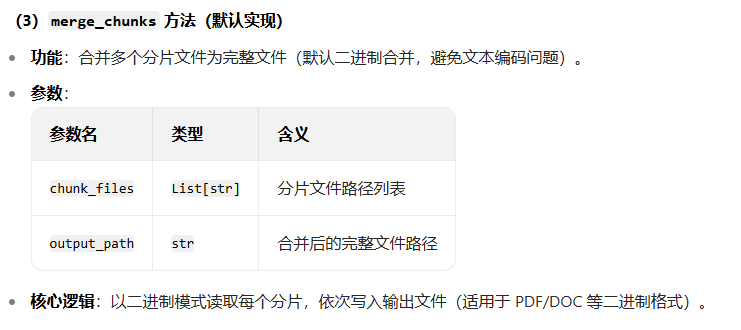 （3）merge_chunks 方法（默认实现）
功能：合并多个分片文件为完整文件（默认二进制合并，避免文本编码问题）。
参数：
参数名 类型 含义
chunk_files List[str] 分片文件路径列表
output_path str 合并后的完整文件路径
核心逻辑：以二进制模式读取每个分片，依次写入输出文件（适用于 PDF/DOC 等二进制格式）。